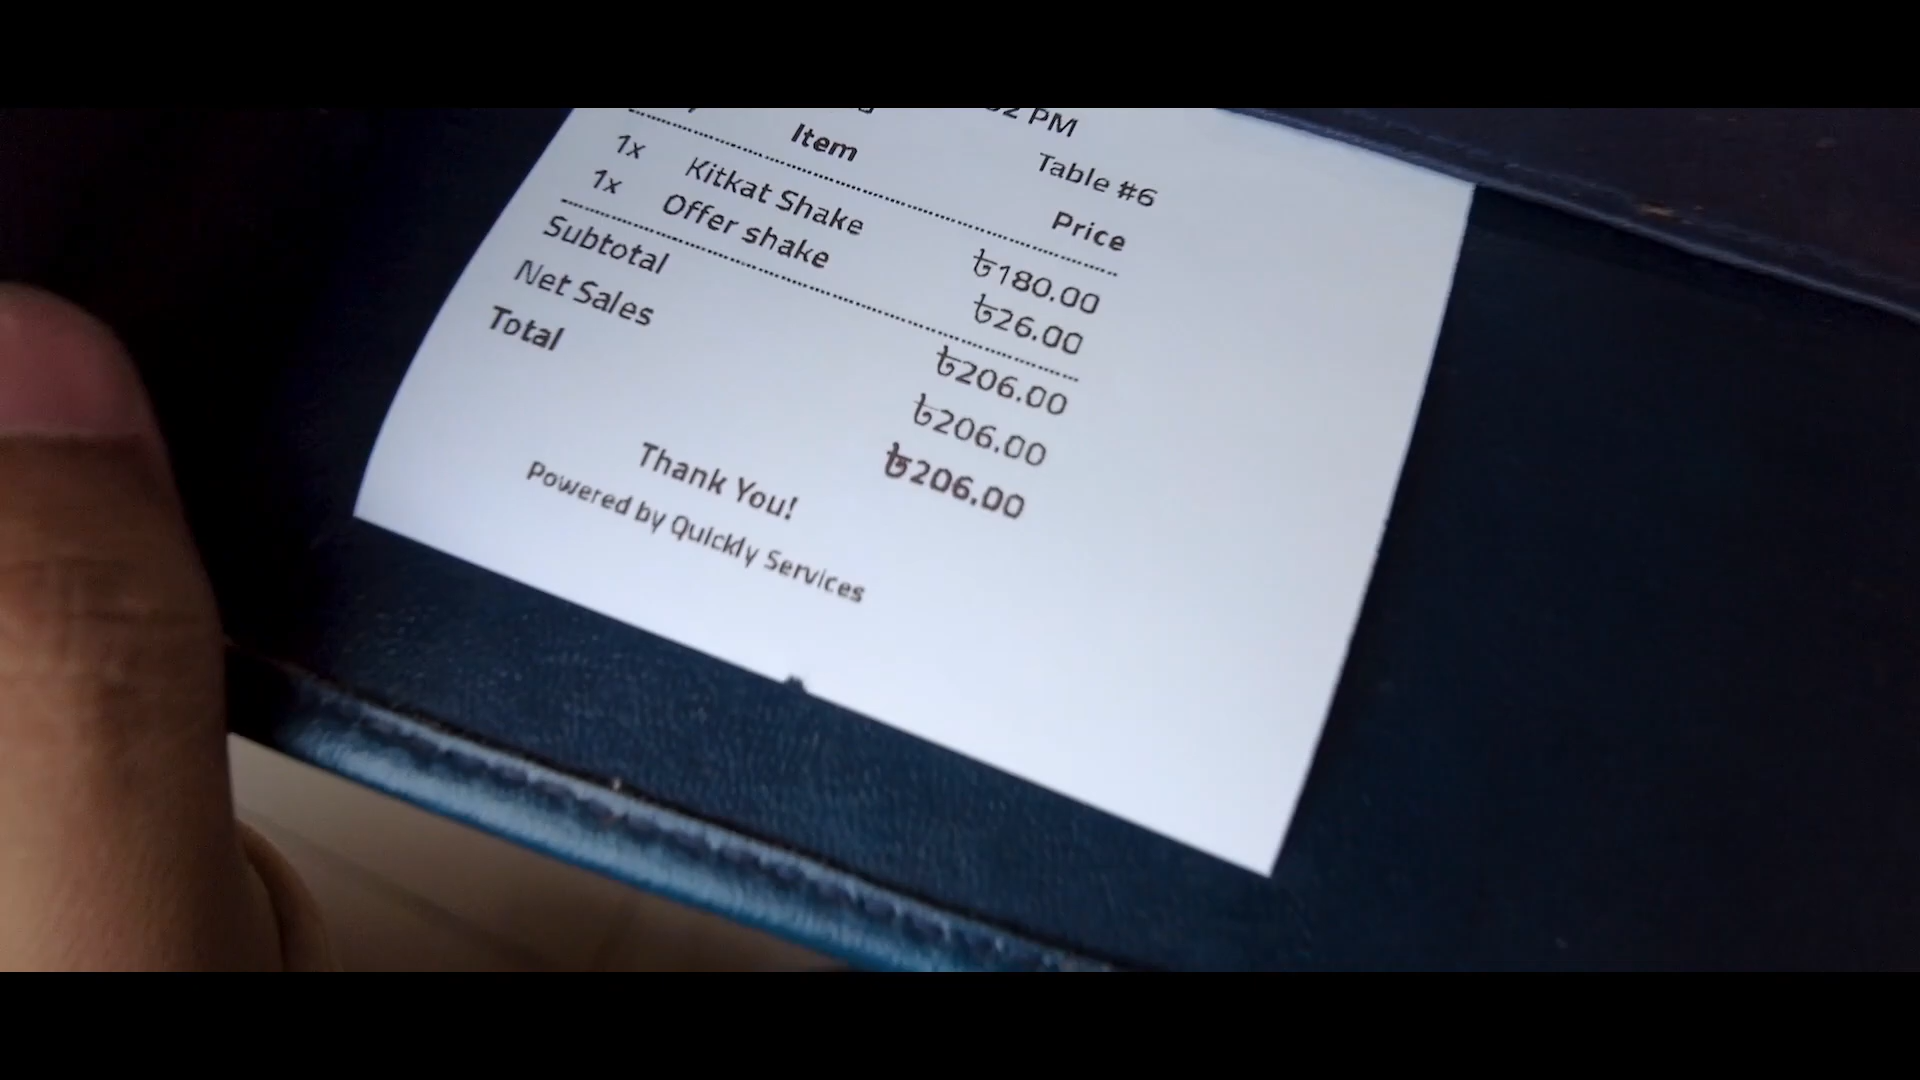 PM
Table #6
Item Price
1x Kitkat Shake ৳180.00
1x Offer shake ৳26.00
Subtotal ৳206.00
Net Sales ৳206.00
Total ৳206.00
Thank You!
Powered by Quickly Services